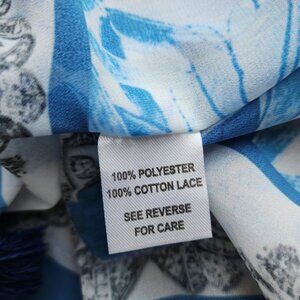 100% POLYESTER
100% COTTON LACE
SEE REVERSE
FOR CARE